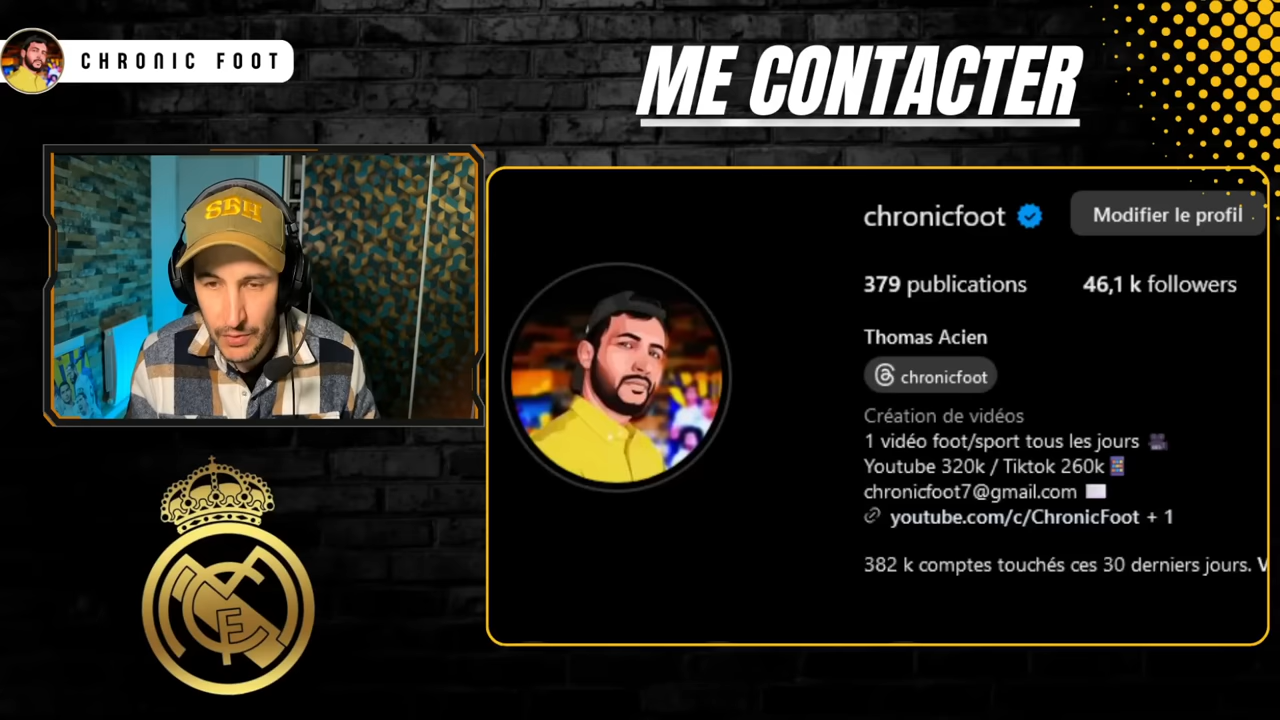 CHRONIC FOOT
ME CONTACTER
SBH
chronicfoot
Modifier le profil
379 publications
46,1 k followers
Thomas Acien
chronicfoot
Création de vidéos
1 vidéo foot/sport tous les jours
Youtube 320k / Tiktok 260k
chronicfoot7@gmail.com
youtube.com/c/ChronicFoot + 1
382 k comptes touchés ces 30 derniers jours. V